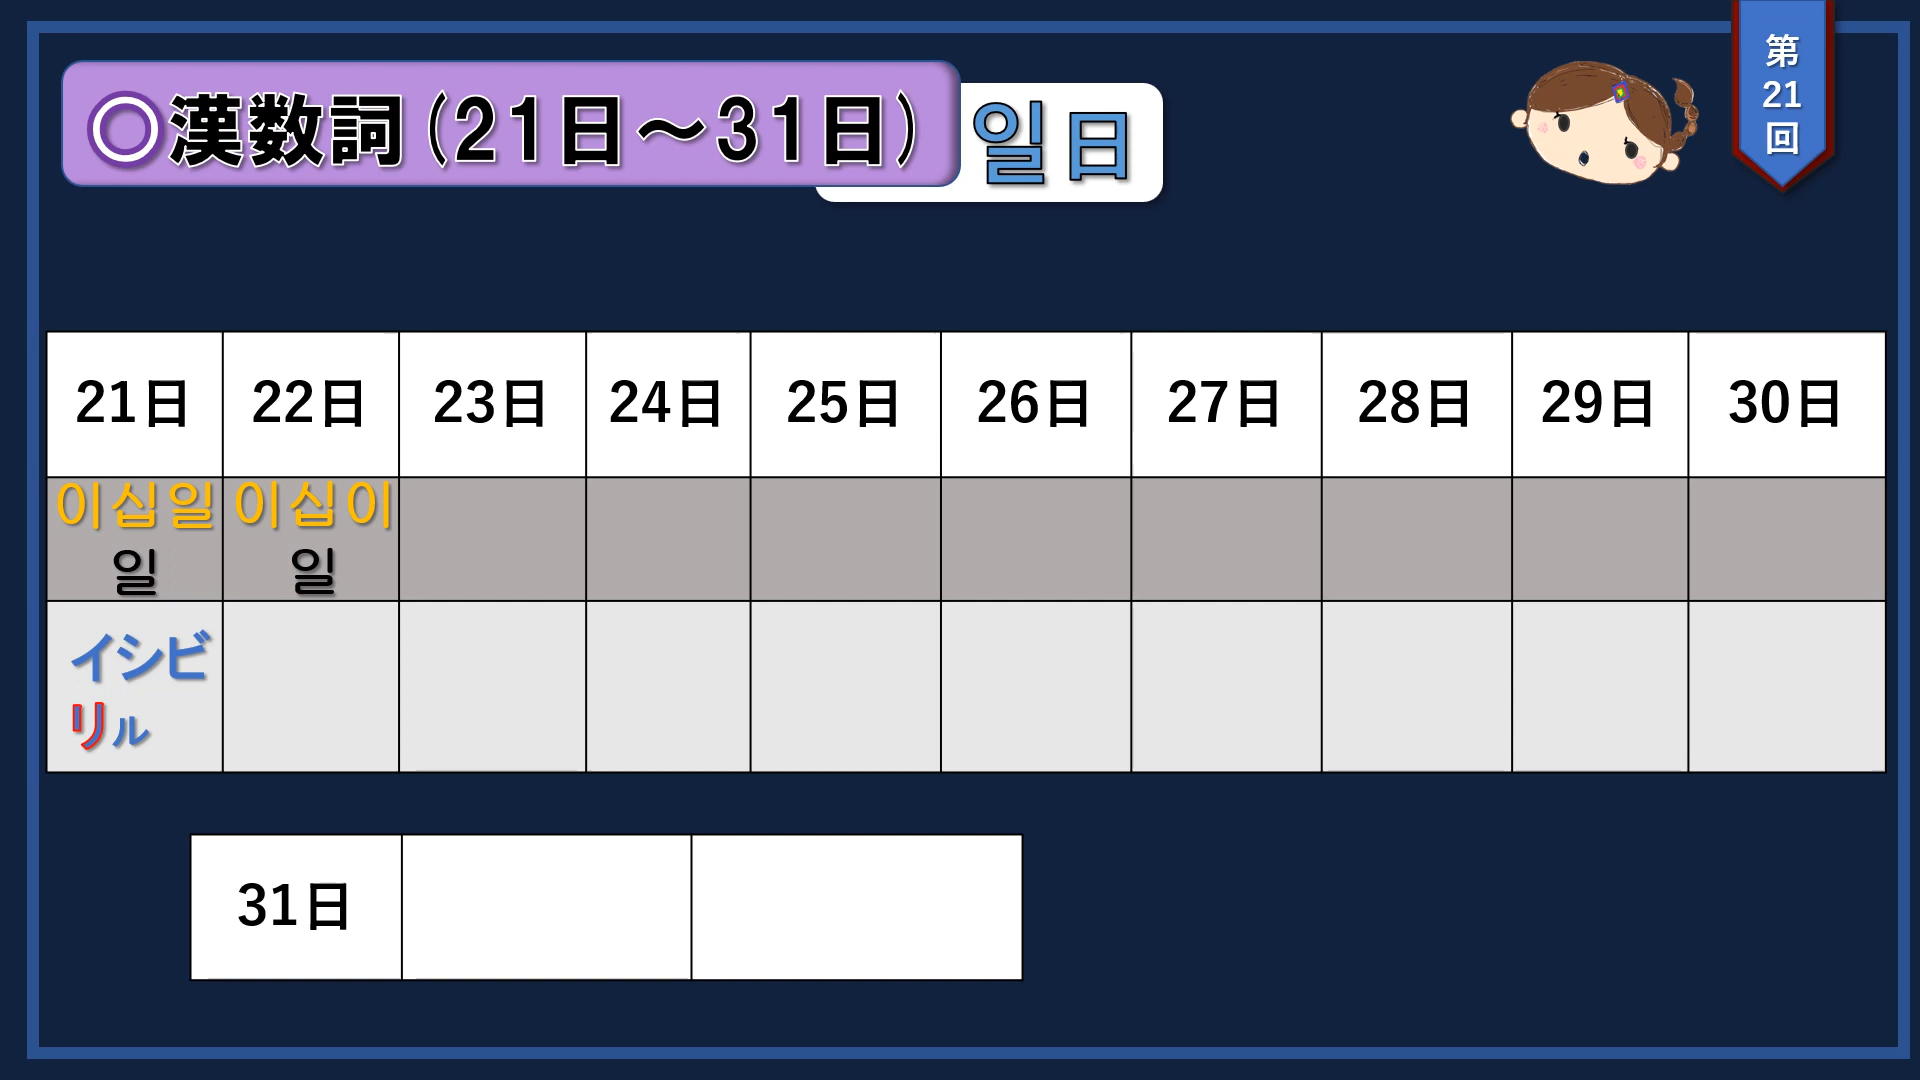 ◎漢数詞(21日～31日)
일日
第
21
回
21日 22日 23日 24日 25日 26日 27日 28日 29日 30日
이십일 이십이
일 일
イシビ
リル
31日